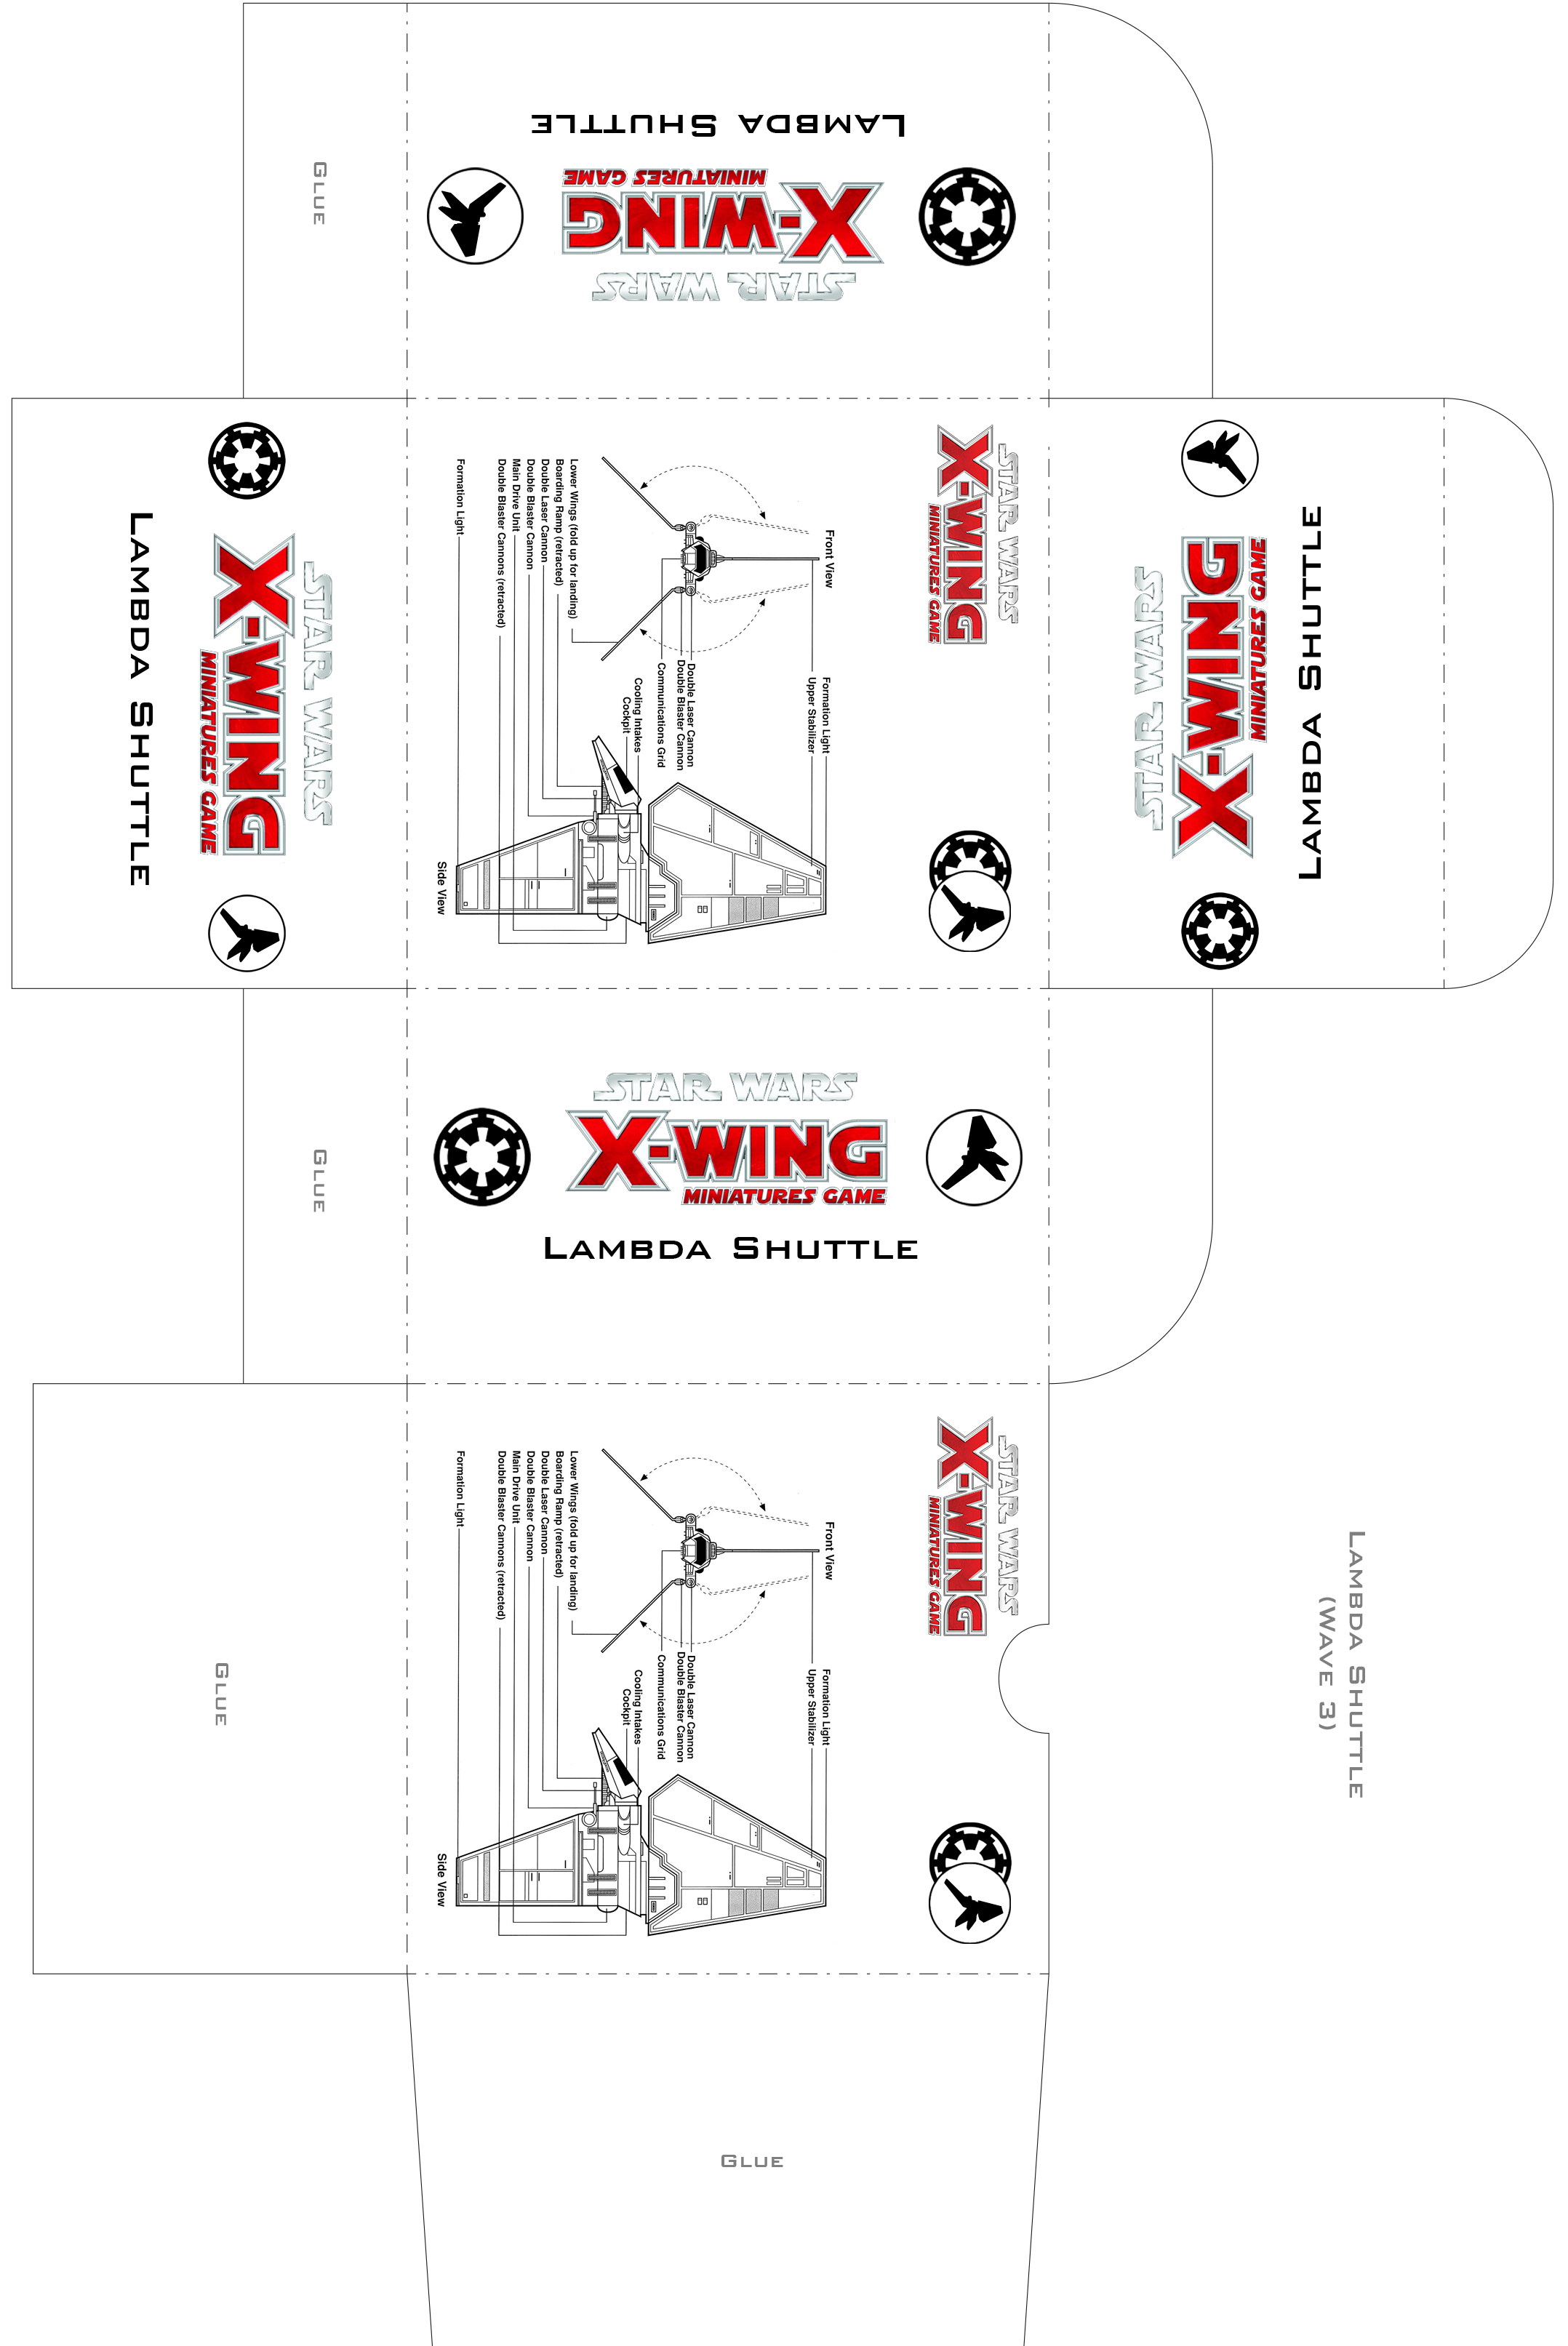 LAMBDA SHUTTLE
MINIATURES GAME
X-WING
STAR WARS
GLUE
STAR WARS
X-WING
MINIATURES GAME
LAMBDA SHUTTLE
STAR WARS
X-WING
MINIATURES GAME
Front View
Formation Light
Upper Stabilizer
Double Laser Cannon
Double Blaster Cannon
Communications Grid
Cooling Intakes
Cockpit
Lower Wings (fold up for landing)
Boarding Ramp (retracted)
Double Laser Cannon
Double Blaster Cannon
Main Drive Unit
Double Blaster Cannons (retracted)
Formation Light
Side View
STAR WARS
X-WING
MINIATURES GAME
LAMBDA SHUTTLE
GLUE
STAR WARS
X-WING
MINIATURES GAME
LAMBDA SHUTTLE
STAR WARS
X-WING
MINIATURES GAME
Front View
Formation Light
Upper Stabilizer
Double Laser Cannon
Double Blaster Cannon
Communications Grid
Cooling Intakes
Cockpit
Lower Wings (fold up for landing)
Boarding Ramp (retracted)
Double Laser Cannon
Double Blaster Cannon
Main Drive Unit
Double Blaster Cannons (retracted)
Formation Light
Side View
GLUE
LAMBDA SHUTTLE
(WAVE 3)
GLUE